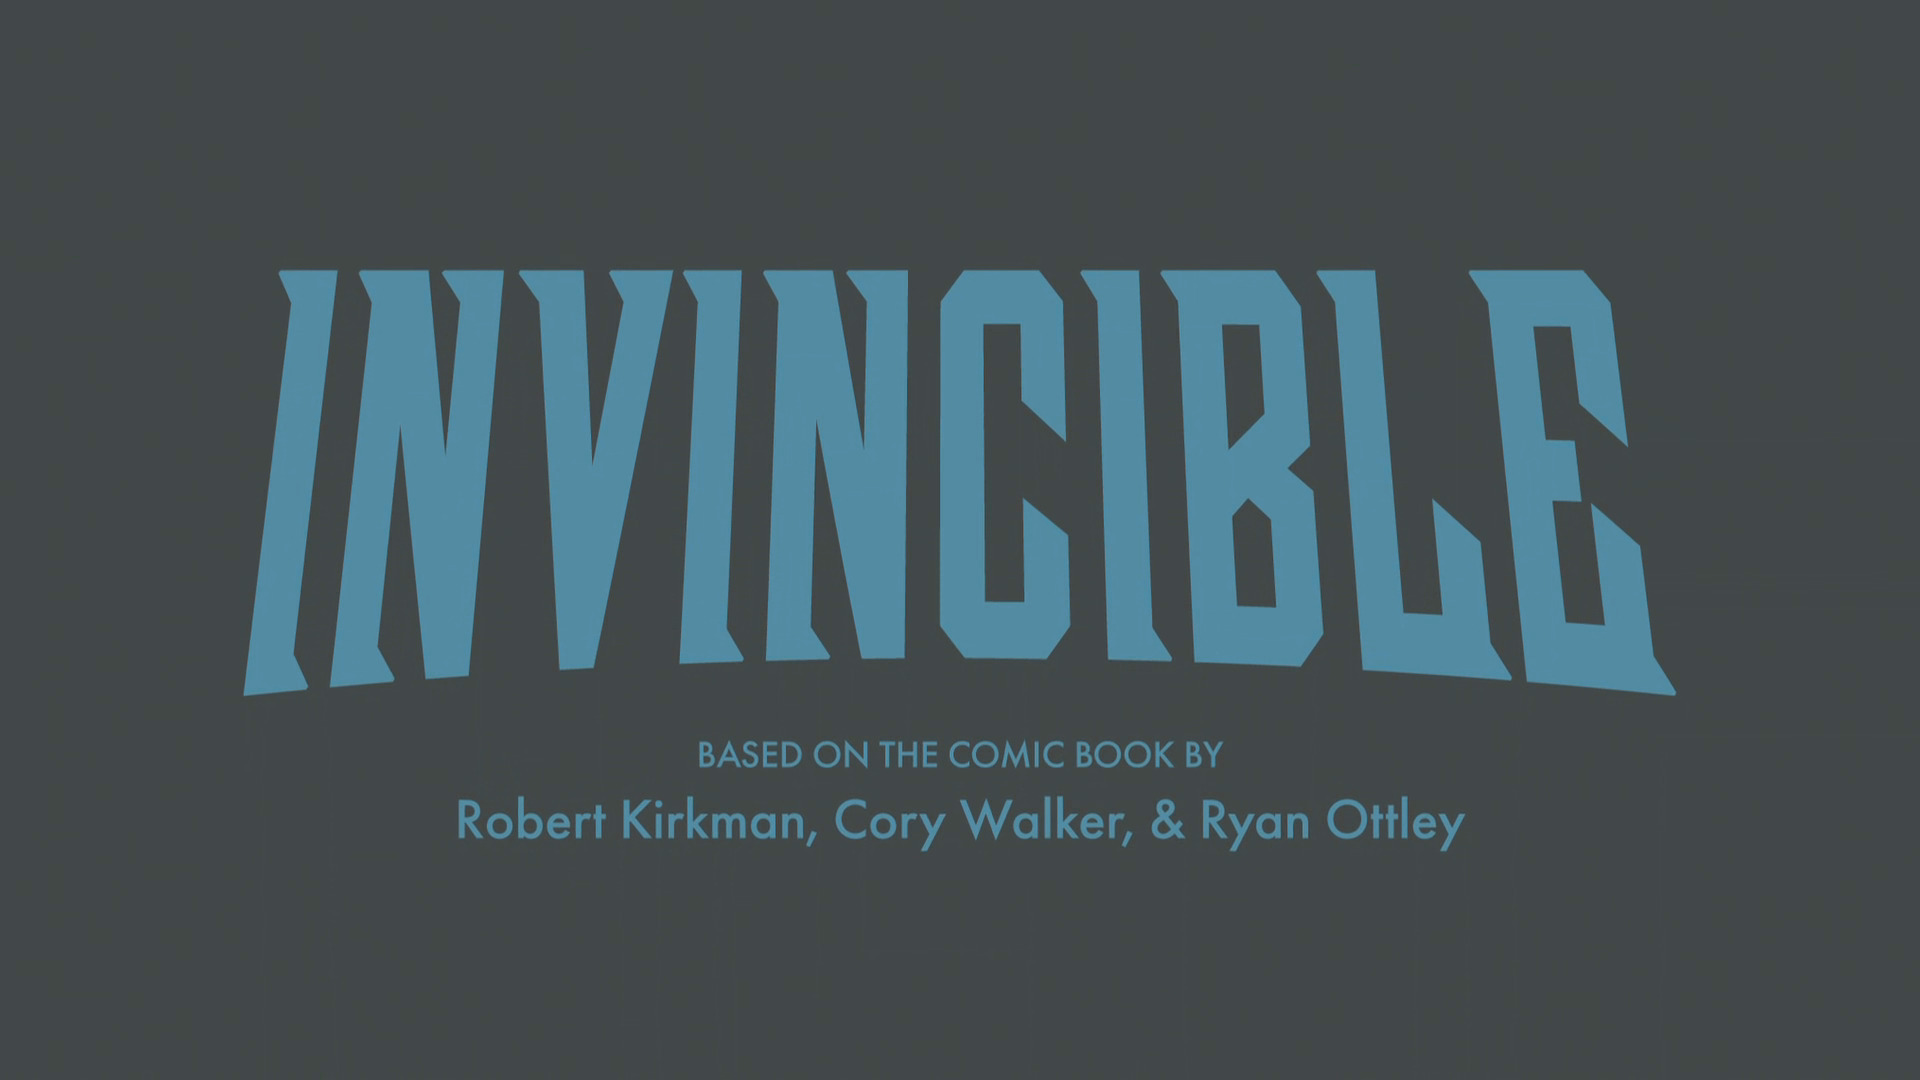 INVINCIBLE
BASED ON THE COMIC BOOK BY
Robert Kirkman, Cory Walker, & Ryan Ottley